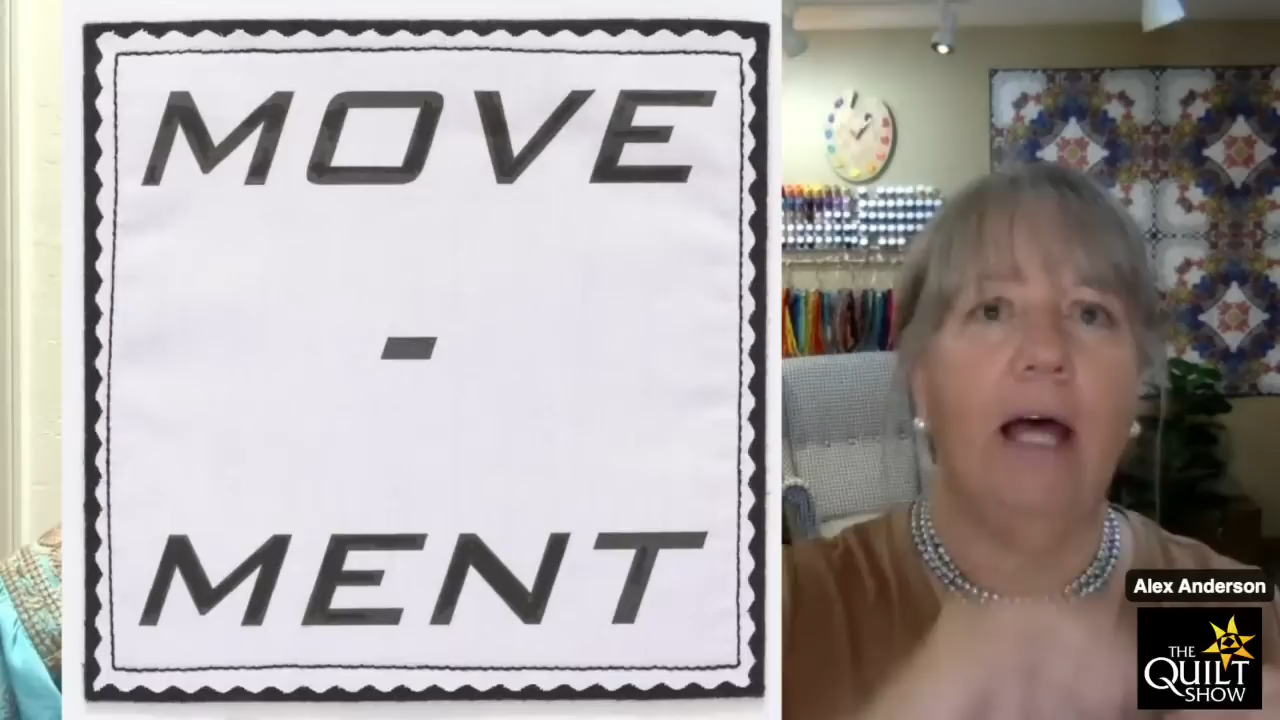 MOVE
-
MENT
Alex Anderson
THE
QUILT
SHOW